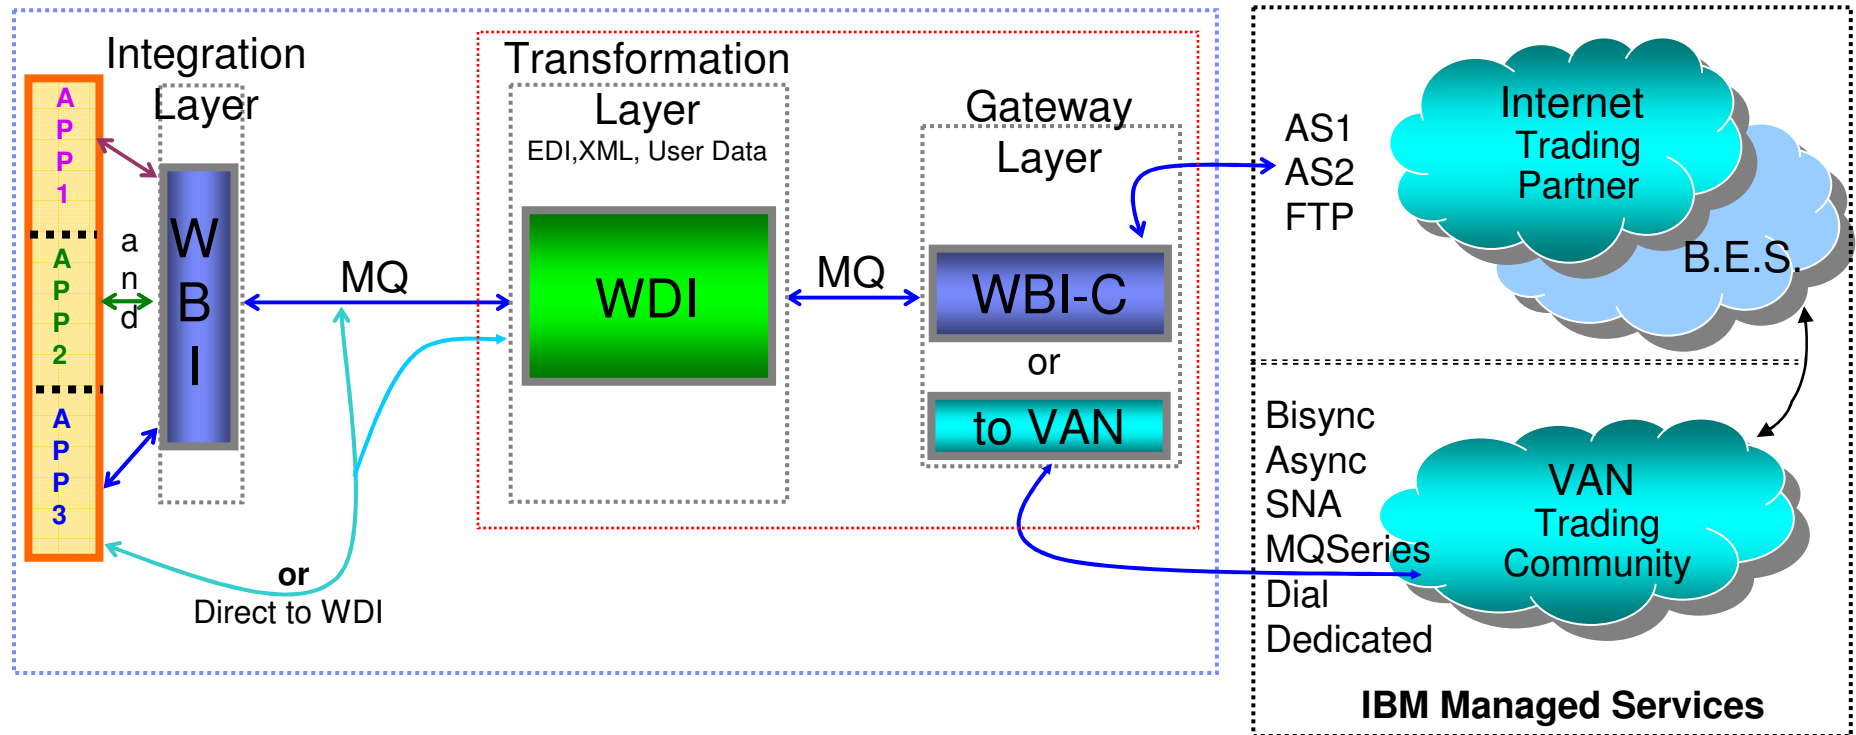 Integration
Layer
A
P
P
1
A
P
P
2
A
P
P
3
a
n
d
W
B
I
MQ
or
Direct to WDI
Transformation
Layer
EDI,XML, User Data
WDI
MQ
Gateway
Layer
WBI-C
or
to VAN
AS1
AS2
FTP
Internet
Trading
Partner
B.E.S.
Bisync
Async
SNA
MQSeries
Dial
Dedicated
VAN
Trading
Community
IBM Managed Services